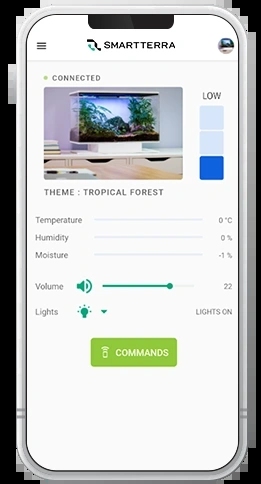 SMARTTERRA
CONNECTED
LOW
THEME : TROPICAL FOREST
Temperature 0 °C
Humidity 0 %
Moisture -1 %
Volume 22
Lights LIGHTS ON
COMMANDS